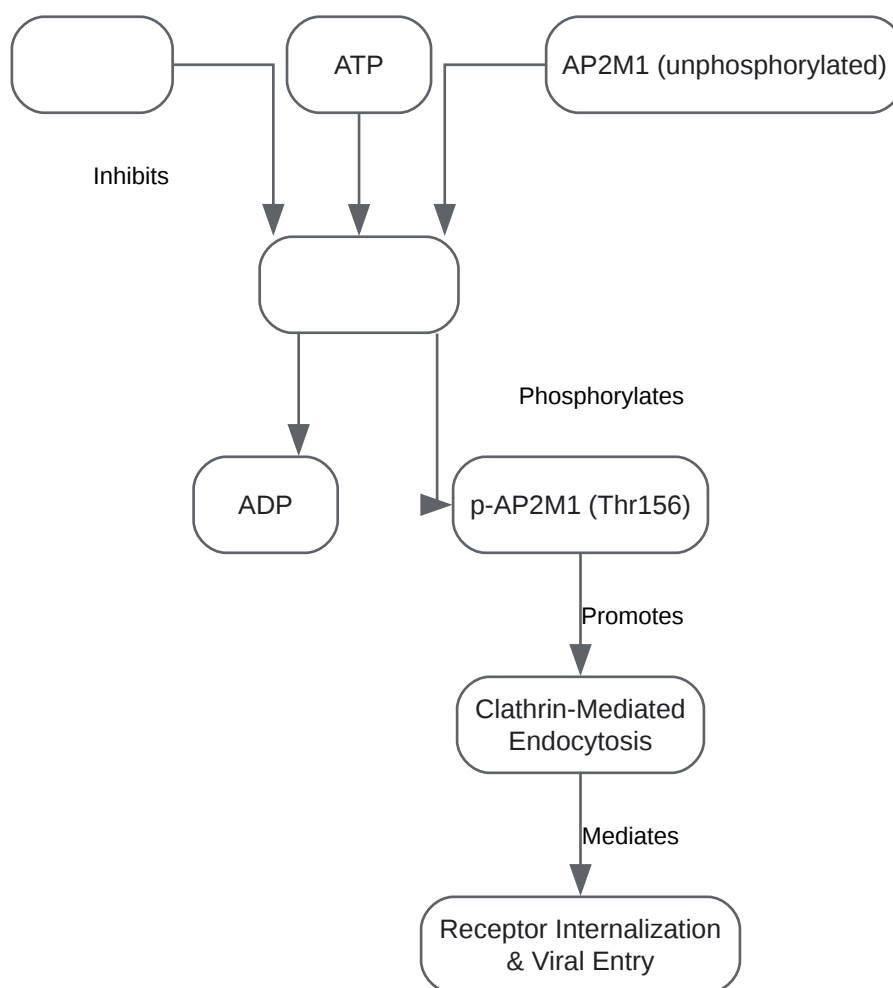 ATP
AP2M1 (unphosphorylated)
Inhibits
Phosphorylates
ADP
p-AP2M1 (Thr156)
Promotes
Clathrin-Mediated
Endocytosis
Mediates
Receptor Internalization
& Viral Entry